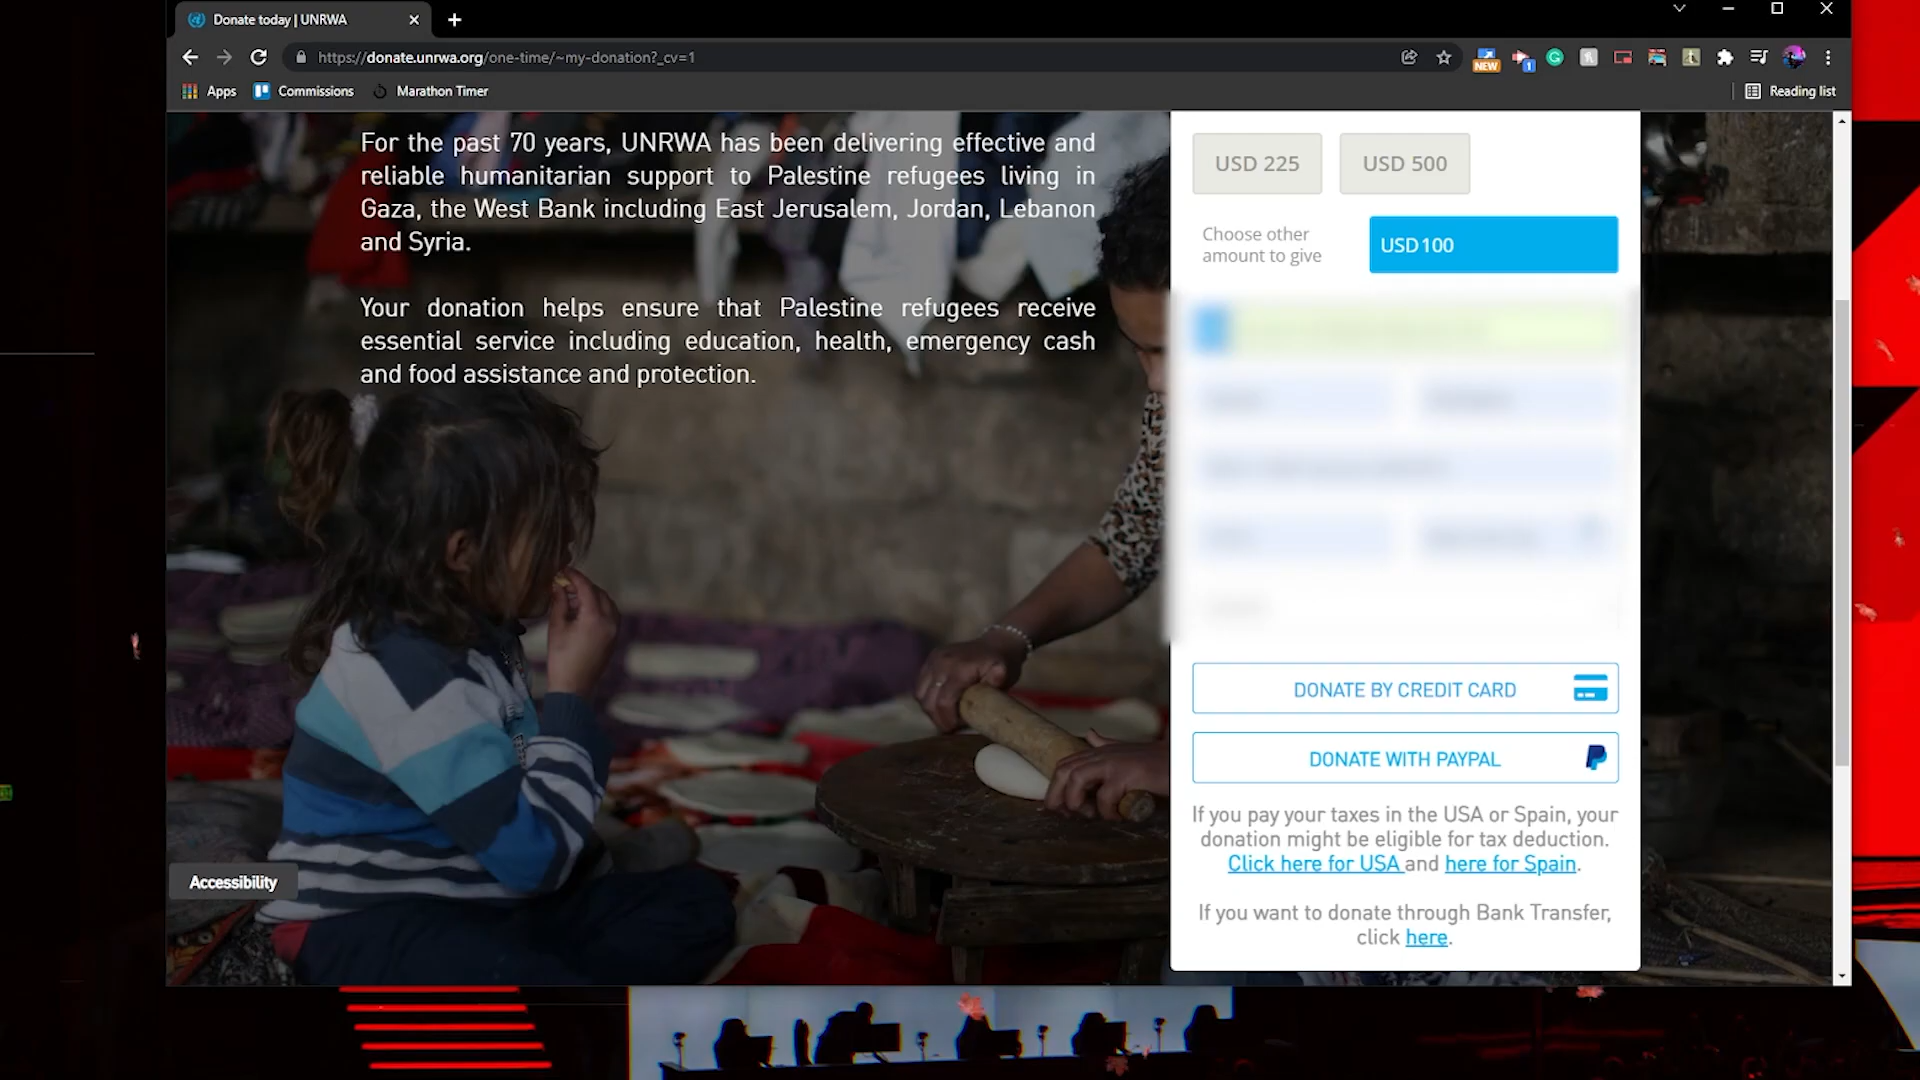 Donate today | UNRWA
https://donate.unrwa.org/one-time/~my-donation?_cv=1
NEW
1
Apps
Commissions
Marathon Timer
Reading list
For the past 70 years, UNRWA has been delivering effective and
reliable humanitarian support to Palestine refugees living in
Gaza, the West Bank including East Jerusalem, Jordan, Lebanon
and Syria.
Your donation helps ensure that Palestine refugees receive
essential service including education, health, emergency cash
and food assistance and protection.
Accessibility
USD 225
USD 500
Choose other
amount to give
USD 100
DONATE BY CREDIT CARD
DONATE WITH PAYPAL
If you pay your taxes in the USA or Spain, your
donation might be eligible for tax deduction.
Click here for USA and here for Spain.
If you want to donate through Bank Transfer,
click here.